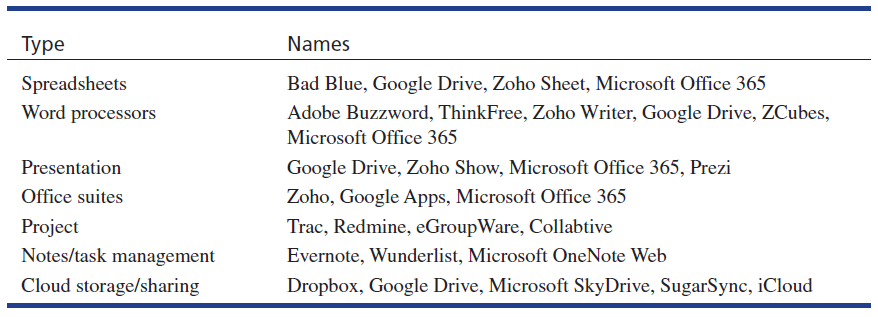 Type Names
Spreadsheets Bad Blue, Google Drive, Zoho Sheet, Microsoft Office 365
Word processors Adobe Buzzword, ThinkFree, Zoho Writer, Google Drive, ZCubes,
Microsoft Office 365
Presentation Google Drive, Zoho Show, Microsoft Office 365, Prezi
Office suites Zoho, Google Apps, Microsoft Office 365
Project Trac, Redmine, eGroupWare, Collabtive
Notes/task management Evernote, Wunderlist, Microsoft OneNote Web
Cloud storage/sharing Dropbox, Google Drive, Microsoft SkyDrive, SugarSync, iCloud